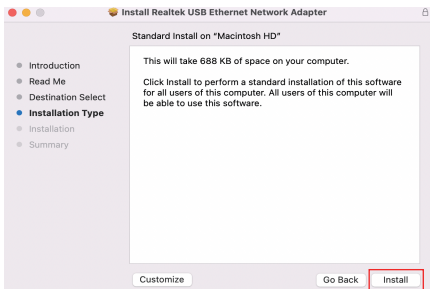 Install Realtek USB Ethernet Network Adapter
Standard Install on "Macintosh HD"
Introduction
Read Me
Destination Select
Installation Type
Installation
Summary
This will take 688 KB of space on your computer.
Click Install to perform a standard installation of this software
for all users of this computer. All users of this computer will
be able to use this software.
Customize
Go Back
Install